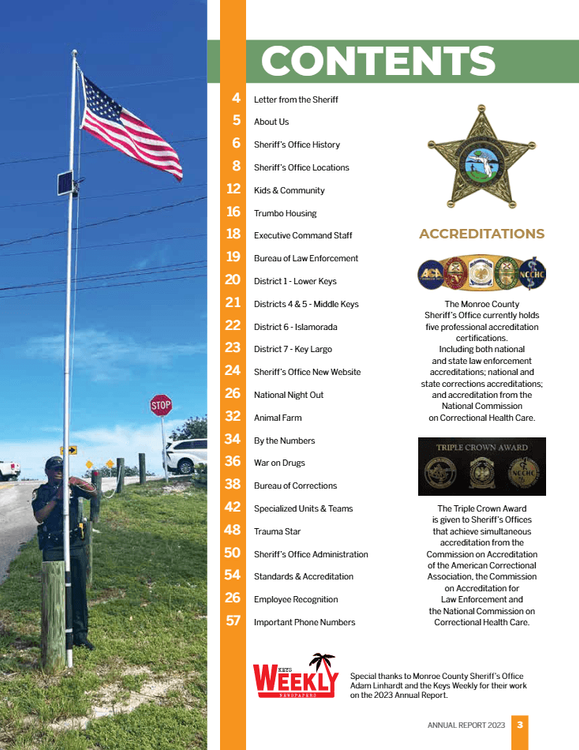 CONTENTS
4 Letter from the Sheriff
5 About Us
6 Sheriff's Office History
8 Sheriff's Office Locations
12 Kids & Community
16 Trumbo Housing
18 Executive Command Staff
19 Bureau of Law Enforcement
20 District 1 - Lower Keys
21 Districts 4 & 5 - Middle Keys
22 District 6 - Islamorada
23 District 7 - Key Largo
24 Sheriff's Office New Website
26 National Night Out
32 Animal Farm
34 By the Numbers
36 War on Drugs
38 Bureau of Corrections
42 Specialized Units & Teams
48 Trauma Star
50 Sheriff's Office Administration
54 Standards & Accreditation
26 Employee Recognition
57 Important Phone Numbers
STOP
ACCREDITATIONS
ACA
NCCHC
The Monroe County
Sheriff's Office currently holds
five professional accreditation
certifications.
Including both national
and state law enforcement
accreditations; national and
state corrections accreditations;
and accreditation from the
National Commission
on Correctional Health Care.
TRIPLE CROWN AWARD
NCCHC
The Triple Crown Award
is given to Sheriff's Offices
that achieve simultaneous
accreditation from the
Commission on Accreditation
of the American Correctional
Association, the Commission
on Accreditation for
Law Enforcement and
the National Commission on
Correctional Health Care.
KEYS
WEEKLY
NEWSPAPERS
Special thanks to Monroe County Sheriff's Office
Adam Linhardt and the Keys Weekly for their work
on the 2023 Annual Report.
ANNUAL REPORT 2023 3